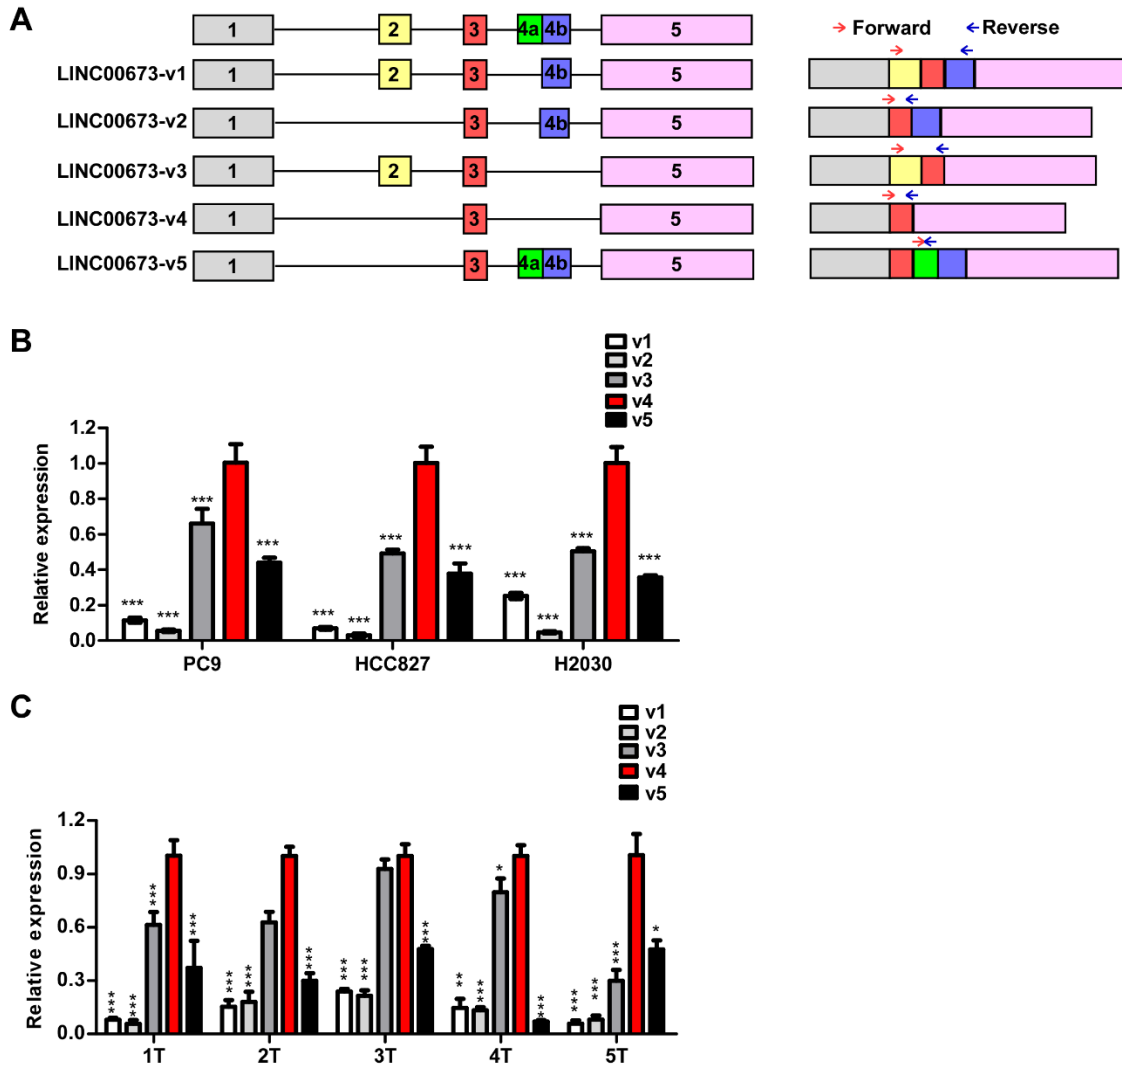 A
1 2 3 4a 4b 5
Forward Reverse
LINC00673-v1 1 2 3 4b 5
LINC00673-v2 1 3 4b 5
LINC00673-v3 1 2 3 5
LINC00673-v4 1 3 5
LINC00673-v5 1 3 4a 4b 5
B
v1
v2
v3
v4
v5
Relative expression
1.2
1.0
0.8
0.6
0.4
0.2
0.0
*** *** *** ***
*** *** *** ***
*** *** *** ***
PC9 HCC827 H2030
C
v1
v2
v3
v4
v5
Relative expression
1.2
0.9
0.6
0.3
0.0
*** *** *** ***
*** *** ***
*** *** ***
** *** * ***
*** *** *** *
1T 2T 3T 4T 5T